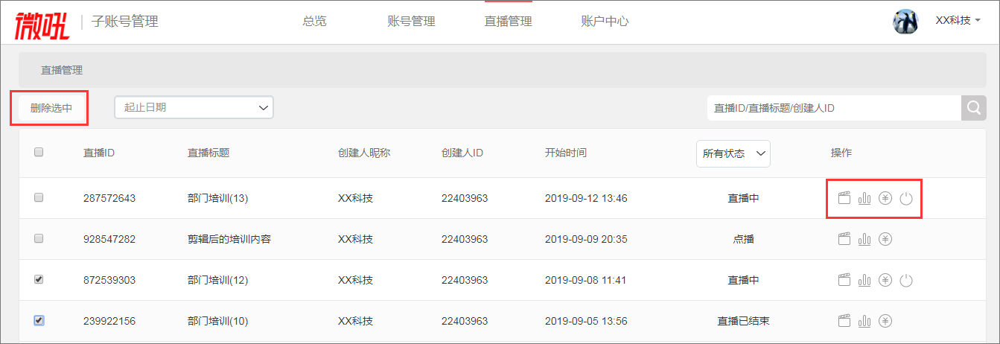 微吼 子账号管理 总览 账号管理 直播管理 账户中心 XX科技
直播管理
删除选中 起止日期 直播ID/直播标题/创建人ID
直播ID 直播标题 创建人昵称 创建人ID 开始时间 所有状态 操作
287572643 部门培训(13) XX科技 22403963 2019-09-12 13:46 直播中
928547282 剪辑后的培训内容 XX科技 22403963 2019-09-09 20:35 点播
872539303 部门培训(12) XX科技 22403963 2019-09-08 11:41 直播中
239922156 部门培训(10) XX科技 22403963 2019-09-05 13:56 直播已结束